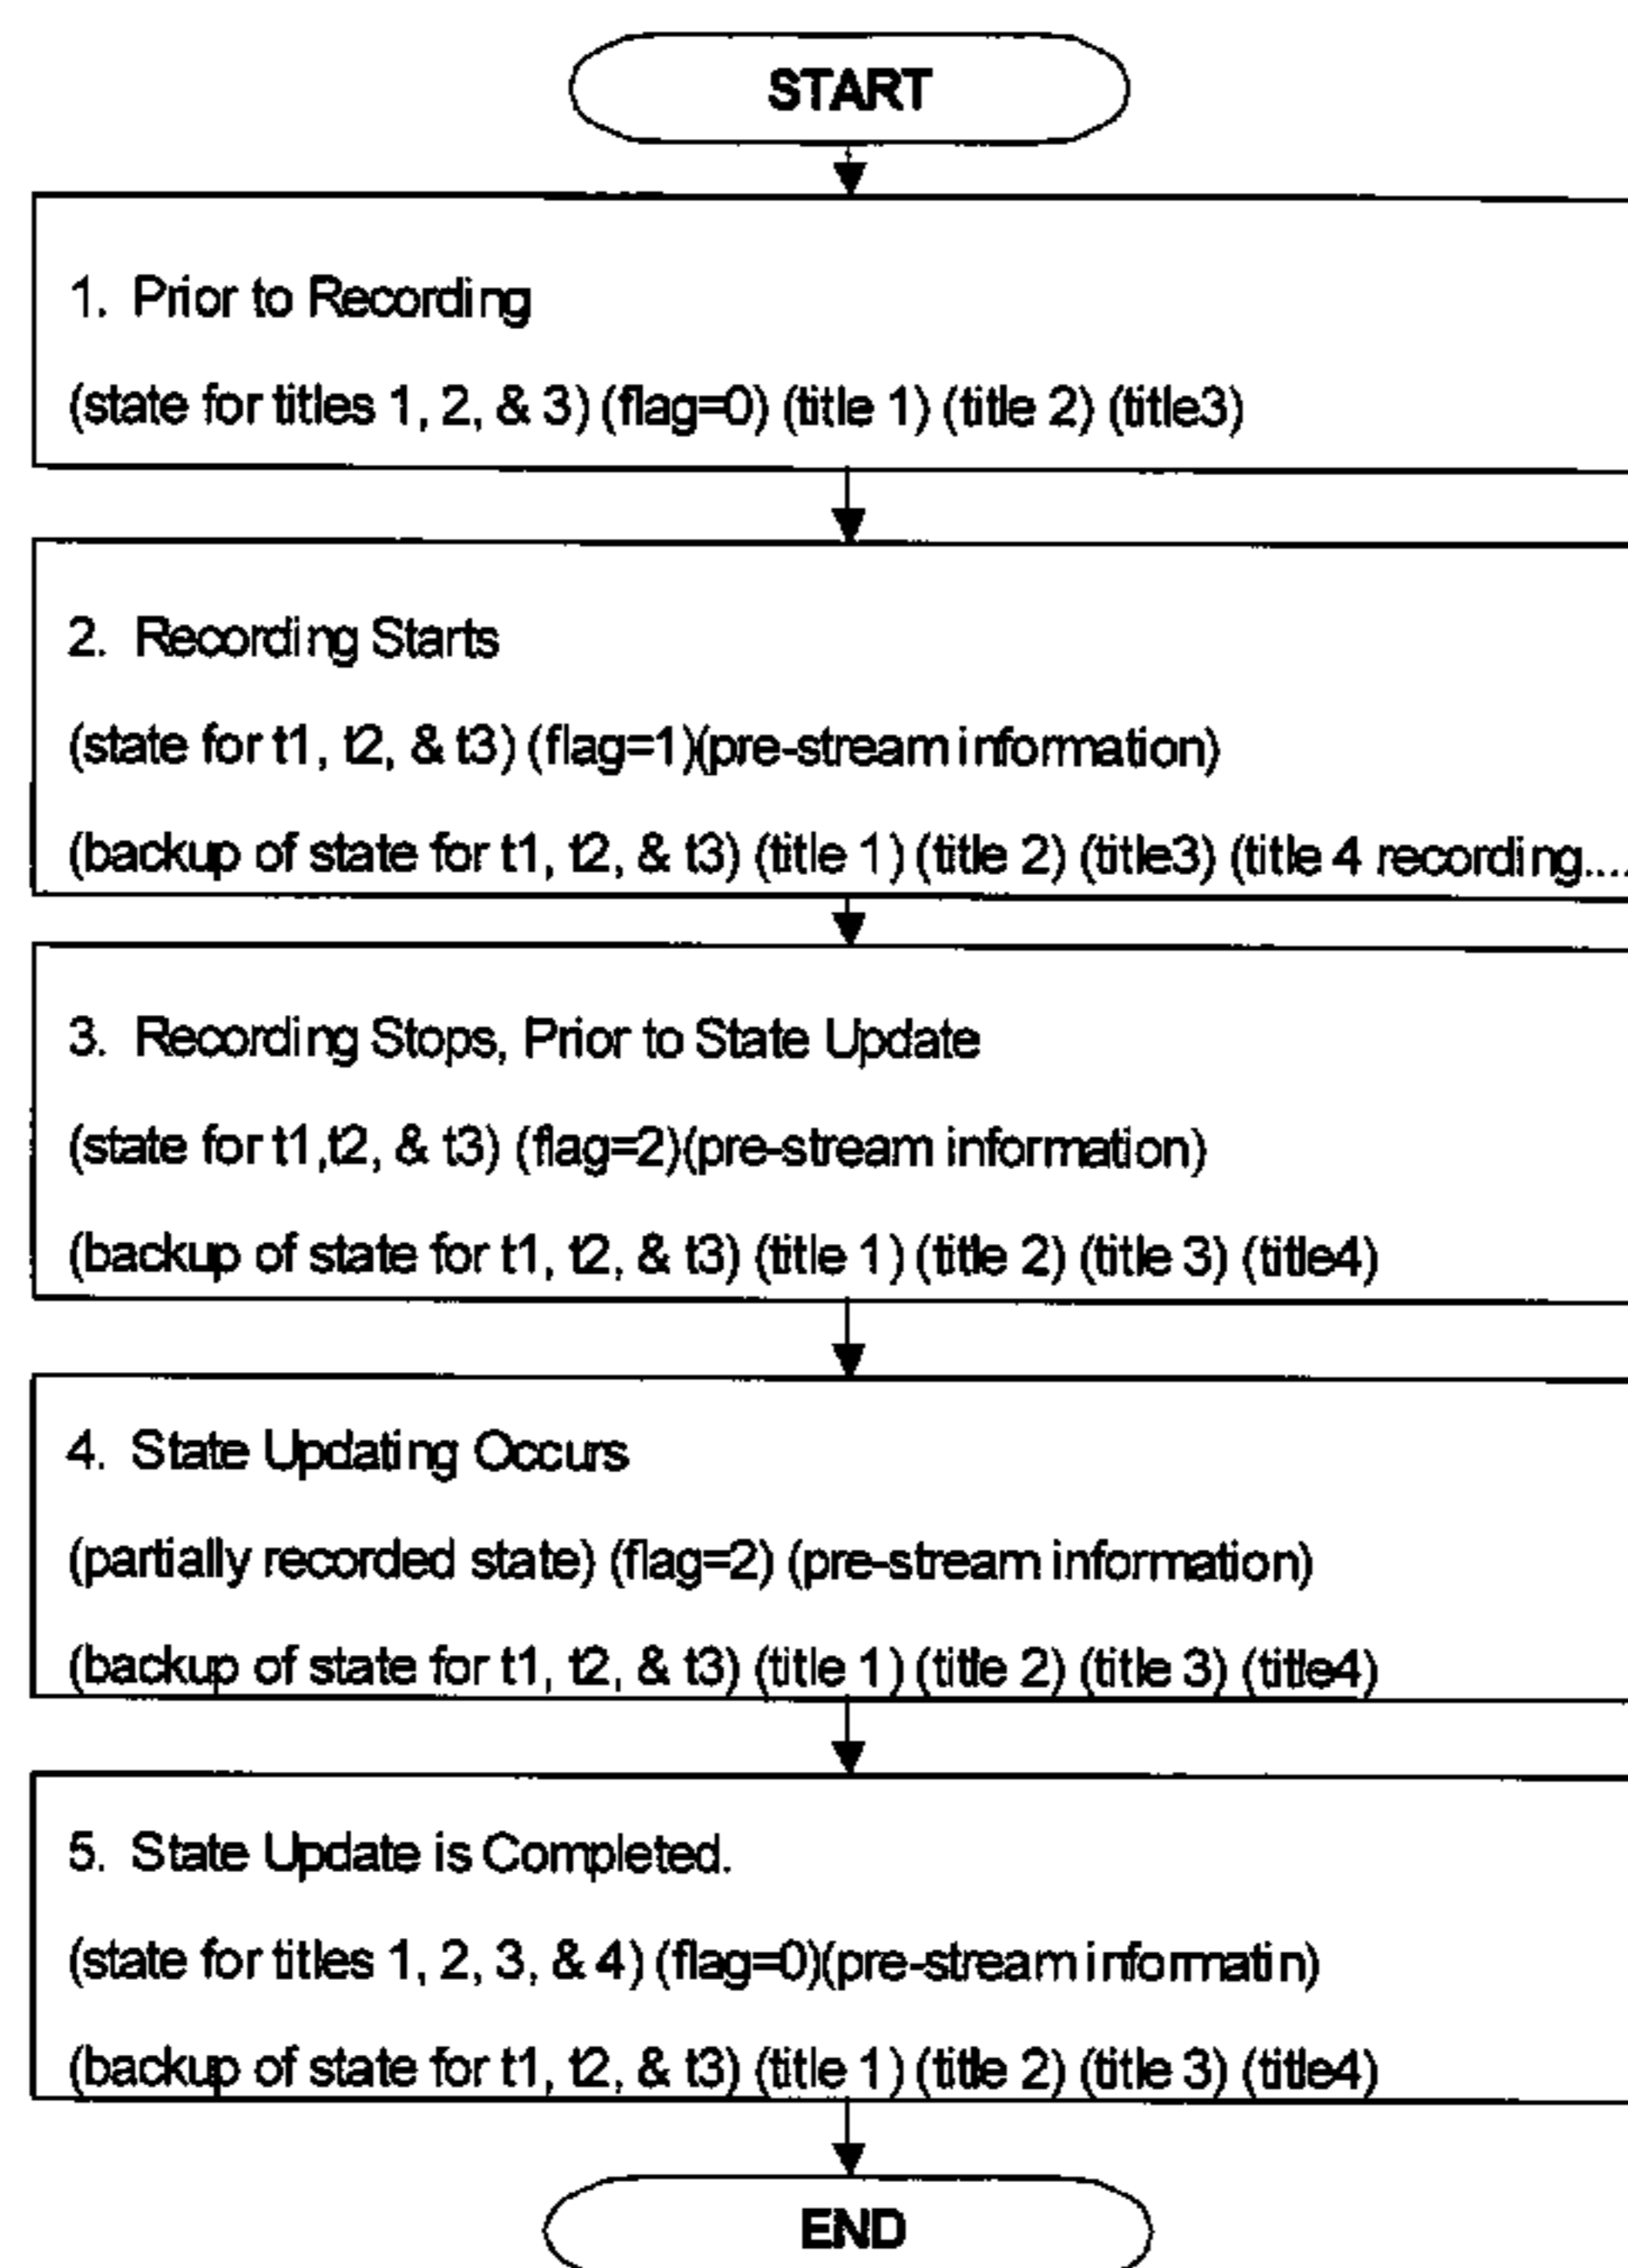 START
1. Prior to Recording
(state for titles 1, 2, & 3) (flag=0) (title 1) (title 2) (title3)
2. Recording Starts
(state for t1, t2, & t3) (flag=1)(pre-stream information)
(backup of state for t1, t2, & t3) (title 1) (title 2) (title3) (title 4 recording....
3. Recording Stops, Prior to State Update
(state for t1,t2, & t3) (flag=2)(pre-stream information)
(backup of state for t1, t2, & t3) (title 1) (title 2) (title 3) (title4)
4. State Updating Occurs
(partially recorded state) (flag=2) (pre-stream information)
(backup of state for t1, t2, & t3) (title 1) (title 2) (title 3) (title4)
5. State Update is Completed.
(state for titles 1, 2, 3, & 4) (flag=0)(pre-stream informatin)
(backup of state for t1, t2, & t3) (title 1) (title 2) (title 3) (title4)
END